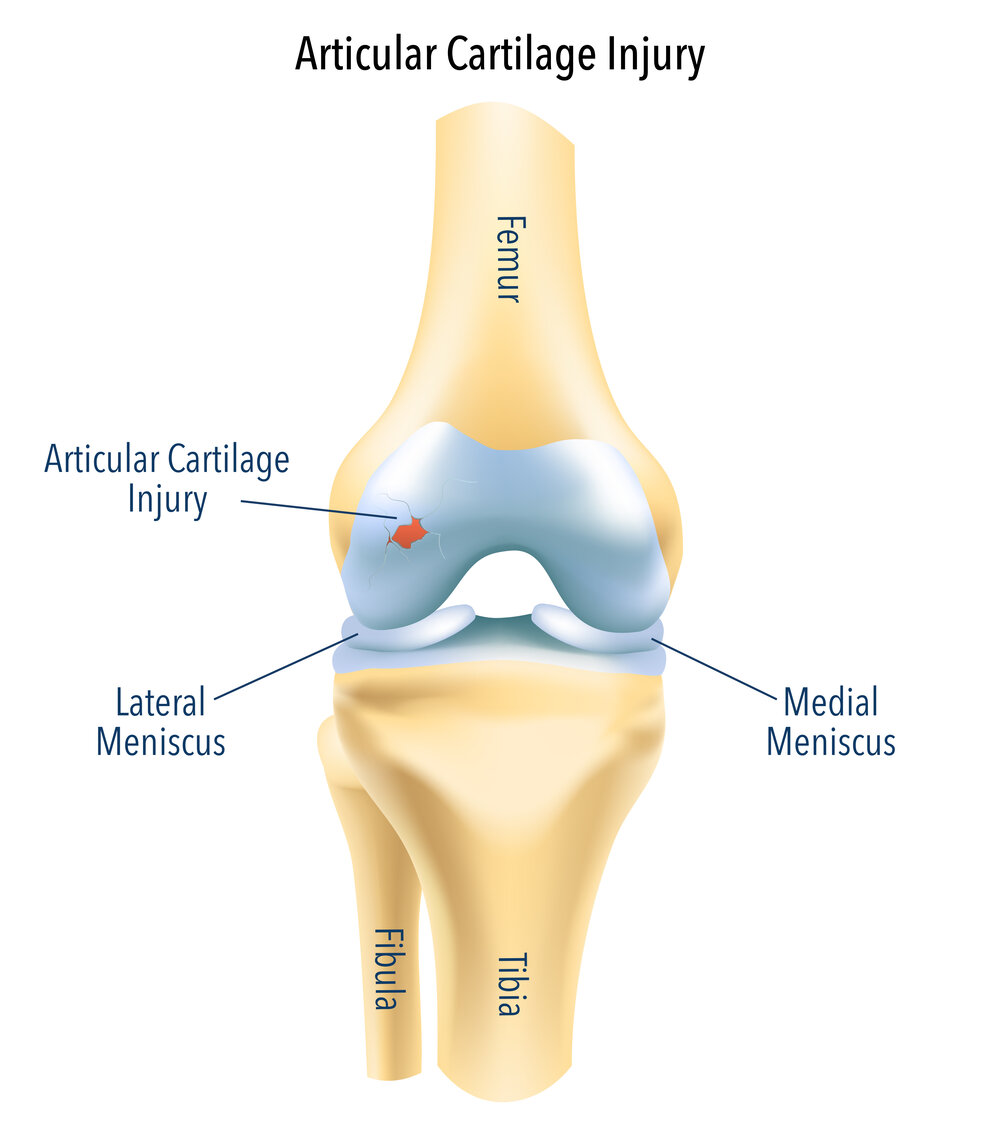 Articular Cartilage Injury
Femur
Articular Cartilage
Injury
Lateral
Meniscus
Medial
Meniscus
Fibula
Tibia